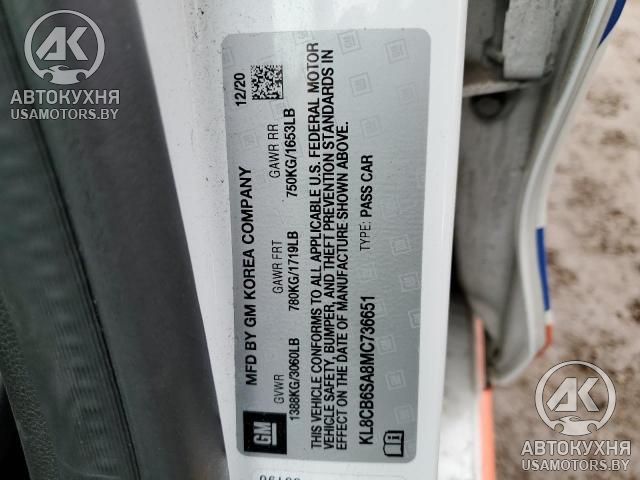 АК
АВТОКУХНЯ
USAMOTORS.BY
MFD BY GM KOREA COMPANY
12/20
GVWR
GAWR FRT
GAWR RR
1388KG/3060LB
780KG/1719LB
750KG/1653LB
THIS VEHICLE CONFORMS TO ALL APPLICABLE U.S. FEDERAL MOTOR
VEHICLE SAFETY, BUMPER, AND THEFT PREVENTION STANDARDS IN
EFFECT ON THE DATE OF MANUFACTURE SHOWN ABOVE.
KL8CB6SA8MC736651
TYPE: PASS CAR
GM
АК
АВТОКУХНЯ
USAMOTORS.BY